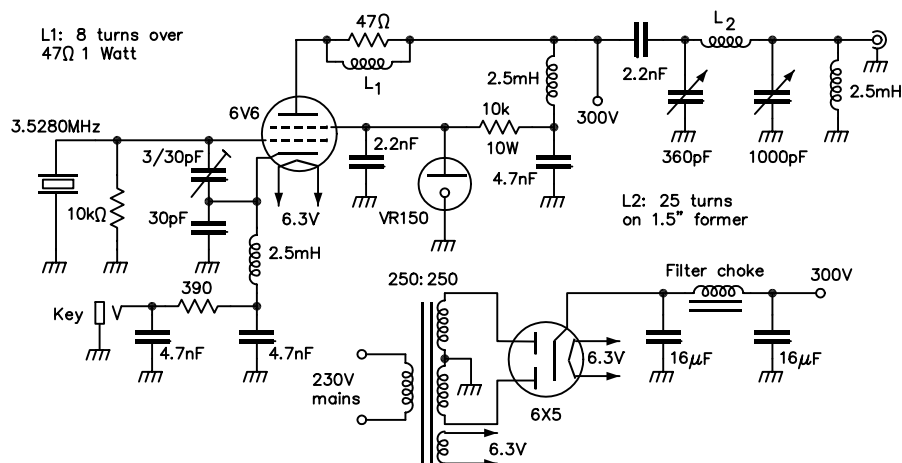 L1: 8 turns over
47Ω 1 Watt
47Ω
L1
L2
2.2nF
2.5mH
2.5mH
6V6
10k
10W
300V
3.5280MHz
3/30pF
2.2nF
4.7nF
360pF
1000pF
10kΩ
30pF
6.3V
VR150
L2: 25 turns
on 1.5" former
2.5mH
390
Key
4.7nF
4.7nF
250:250
Filter choke
300V
230V
mains
6.3V
16µF
16µF
6X5
6.3V